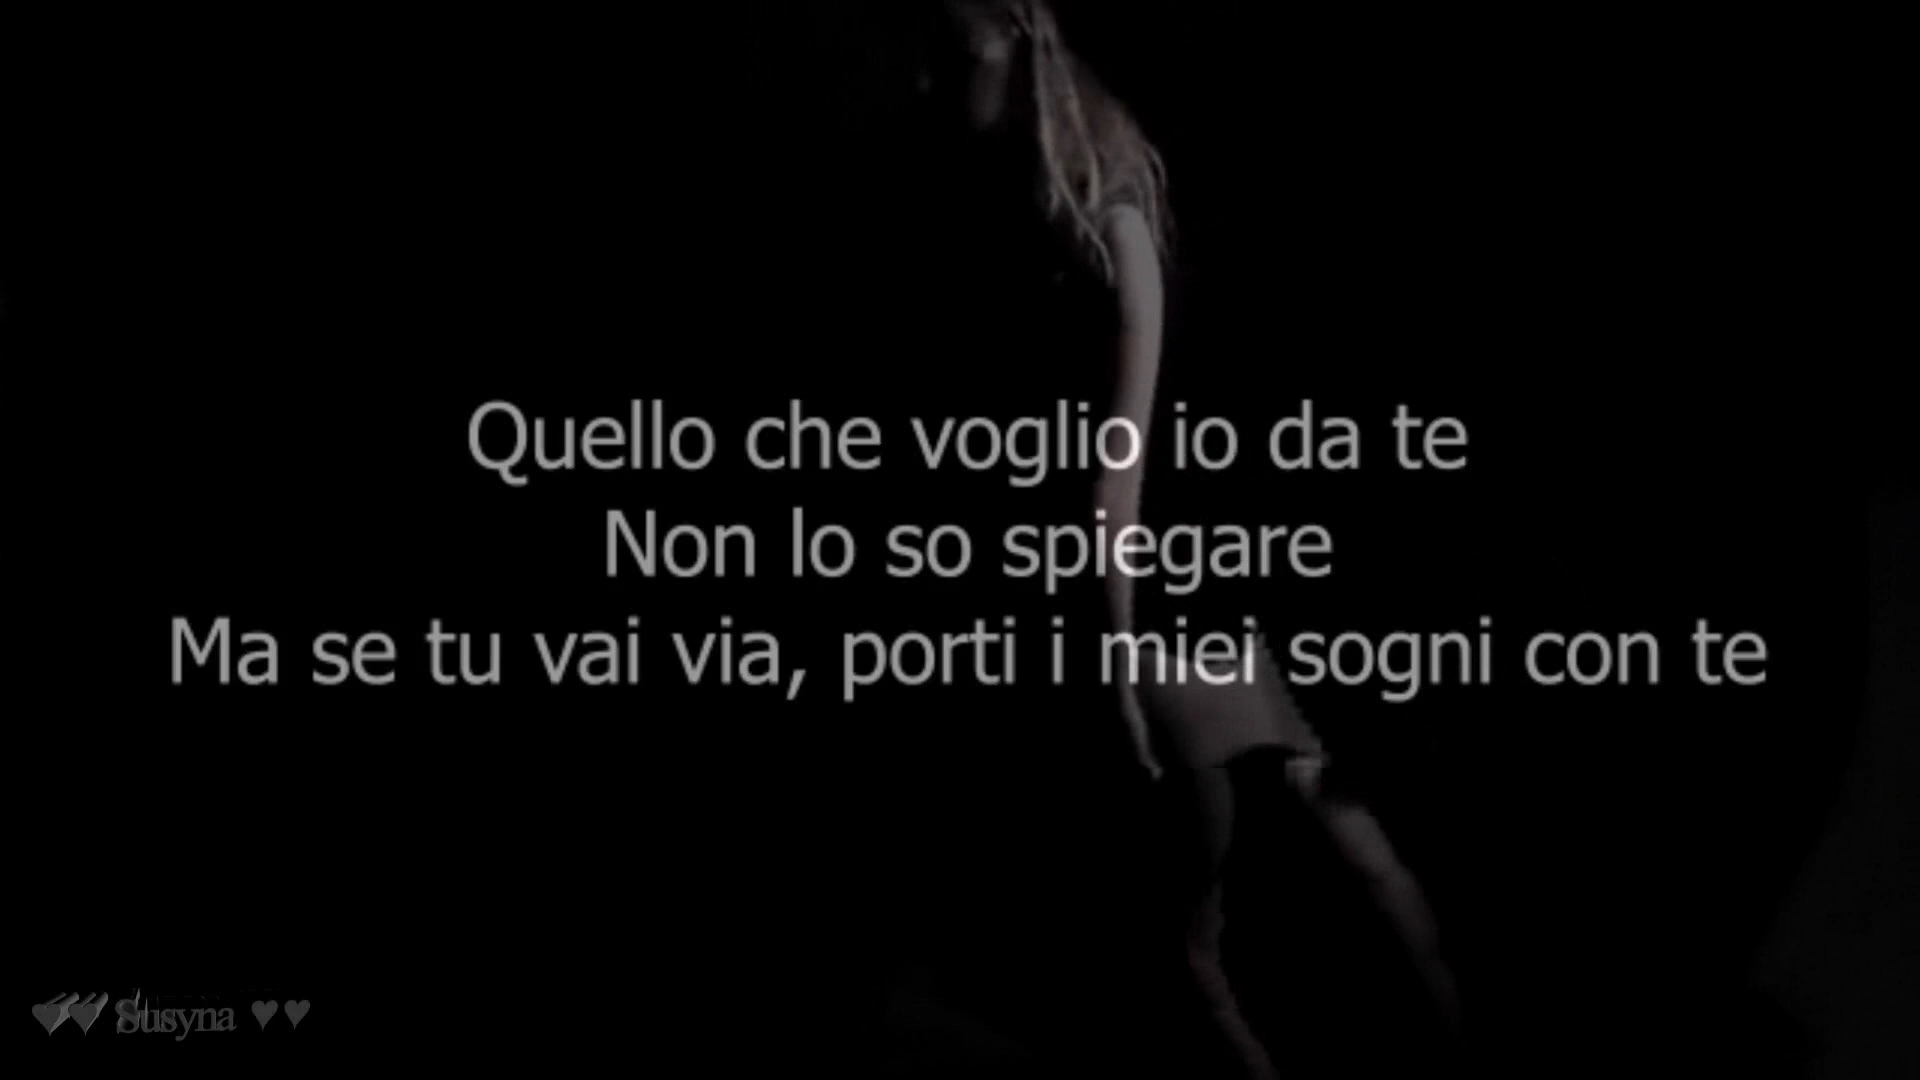 Quello che voglio io da te
Non lo so spiegare
Ma se tu vai via, porti i miei sogni con te
♥♥ Susyna ♥♥